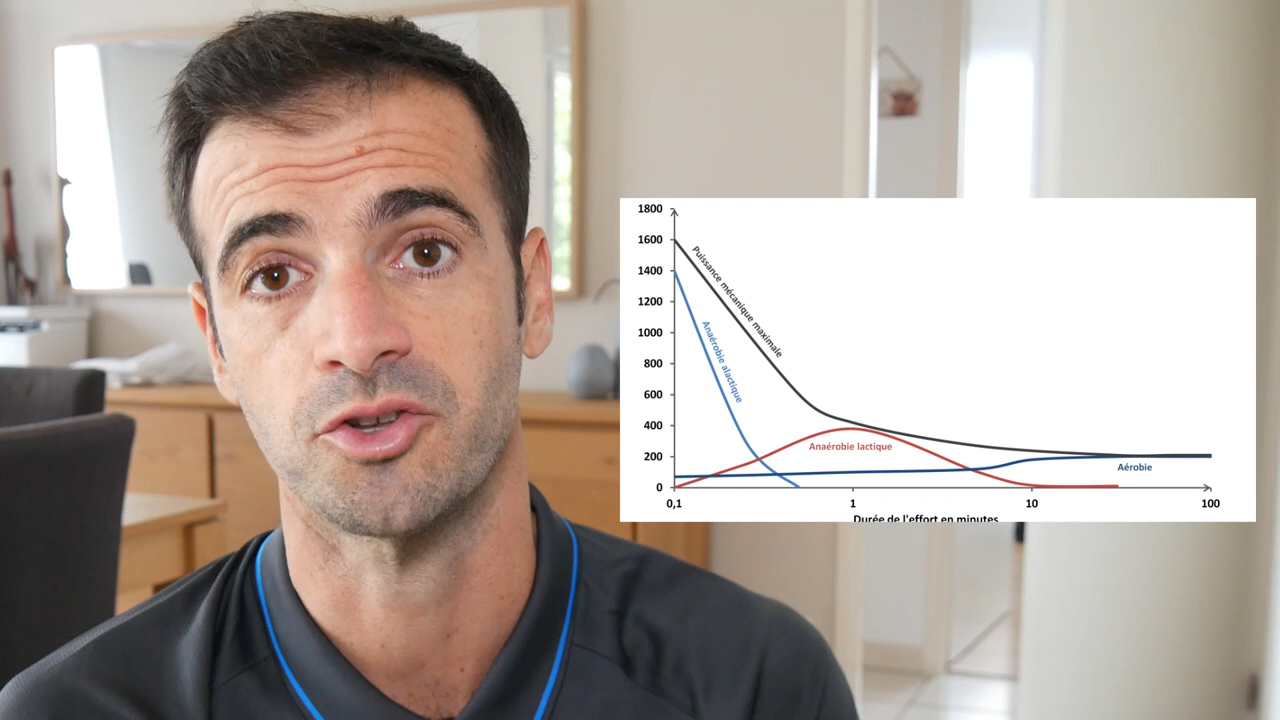 1800
1600
1400
1200
1000
800
600
400
200
0
Puissance mécanique maximale
Anaérobie alactique
Anaérobie lactique
Aérobie
0,1 1 10 100
Durée de l'effort en minutes